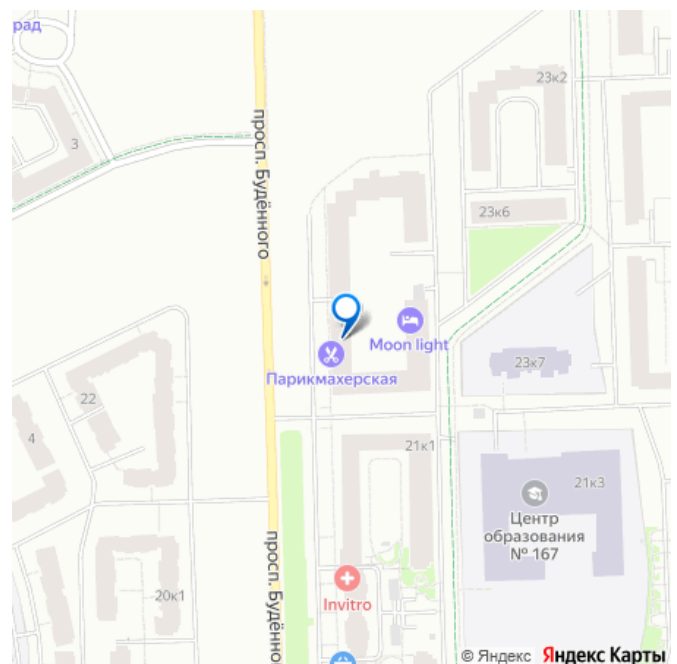 рад
23к2
3
просп. Будённого
23к6
Moon light
Парикмахерская
23к7
22
4
21к1
21к3
Центр
образования
№ 167
просп. Будённо
Invitro
20к1
© Яндекс Яндекс Карты